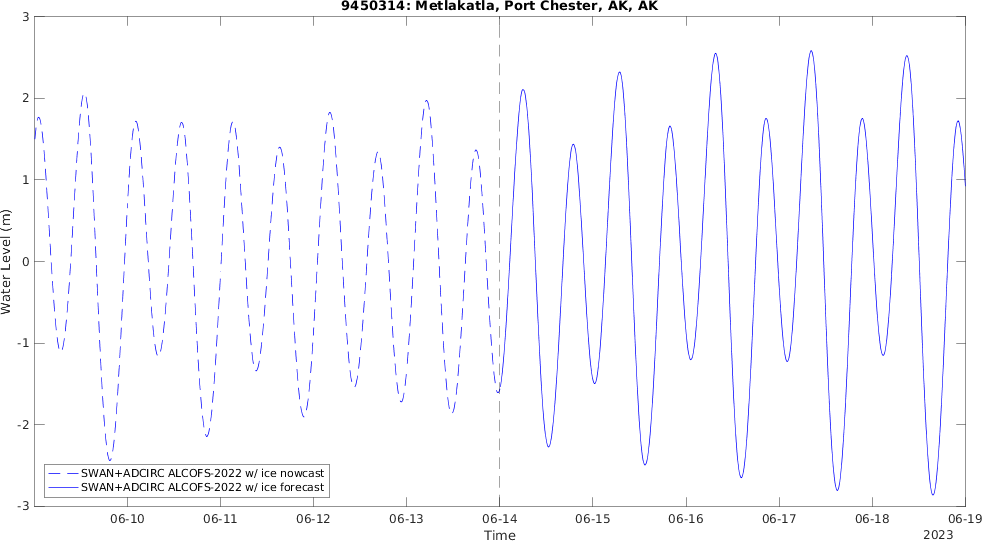 9450314: Metlakatla, Port Chester, AK, AK
3
2
1
0
-1
-2
-3
Water Level (m)
SWAN+ADCIRC ALCOFS-2022 w/ ice nowcast
SWAN+ADCIRC ALCOFS-2022 w/ ice forecast
06-10 06-11 06-12 06-13 06-14 06-15 06-16 06-17 06-18 06-19
Time
2023